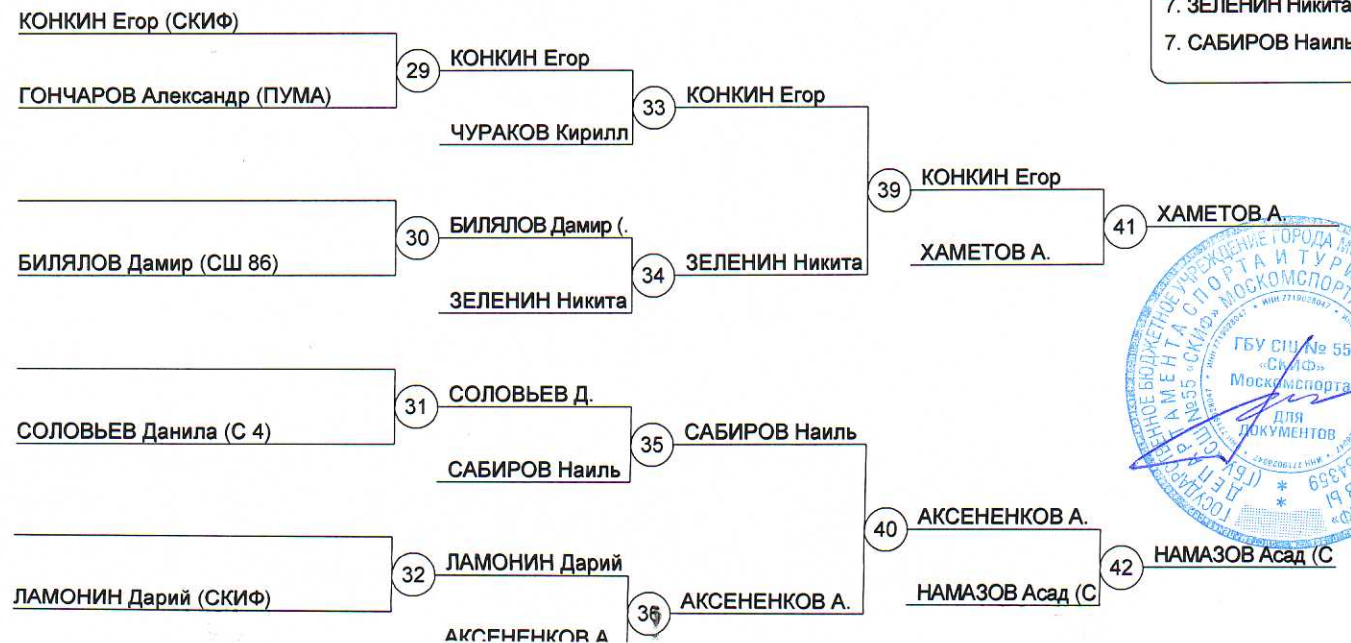 7. ЗЕЛЕНИН Никита
7. САБИРОВ Наиль
КОНКИН Егор (СКИФ)
29 КОНКИН Егор
ГОНЧАРОВ Александр (ПУМА)
33 КОНКИН Егор
ЧУРАКОВ Кирилл
39 КОНКИН Егор
БИЛЯЛОВ Дамир (.
30
БИЛЯЛОВ Дамир (СШ 86)
34 ЗЕЛЕНИН Никита
ЗЕЛЕНИН Никита
41 ХАМЕТОВ А.
ХАМЕТОВ А.
31 СОЛОВЬЕВ Д.
СОЛОВЬЕВ Данила (С 4)
35 САБИРОВ Наиль
САБИРОВ Наиль
40 АКСЕНЕНКОВ А.
32 ЛАМОНИН Дарий
ЛАМОНИН Дарий (СКИФ)
42 НАМАЗОВ Асад (С
НАМАЗОВ Асад (С
36 АКСЕНЕНКОВ А.
АКСЕНЕНКОВ А
ГБУ СШ № 55
«СКИФ»
Москомспорта
ДЛЯ
ДОКУМЕНТОВ